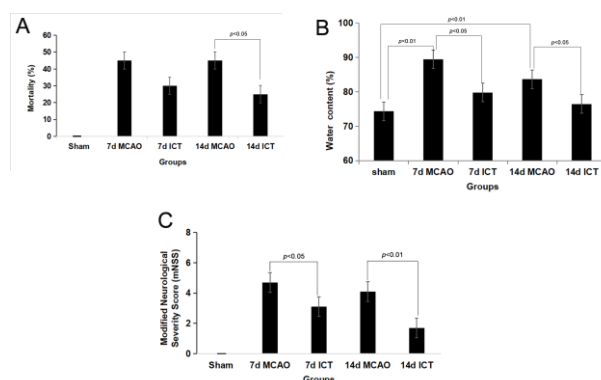 A
p<0.05
Mortality (%)
60
50
40
30
20
10
0
Sham 7d MCAO 7d ICT 14d MCAO 14d ICT
Groups
B
p<0.01
p<0.01
p<0.05
p<0.05
Water content (%)
100
90
80
70
60
sham 7d MCAO 7d ICT 14d MCAO 14d ICT
Groups
C
p<0.05
p<0.01
Modified Neurological
Severity Score (mNSS)
8
6
4
2
0
Sham 7d MCAO 7d ICT 14d MCAO 14d ICT
Groups